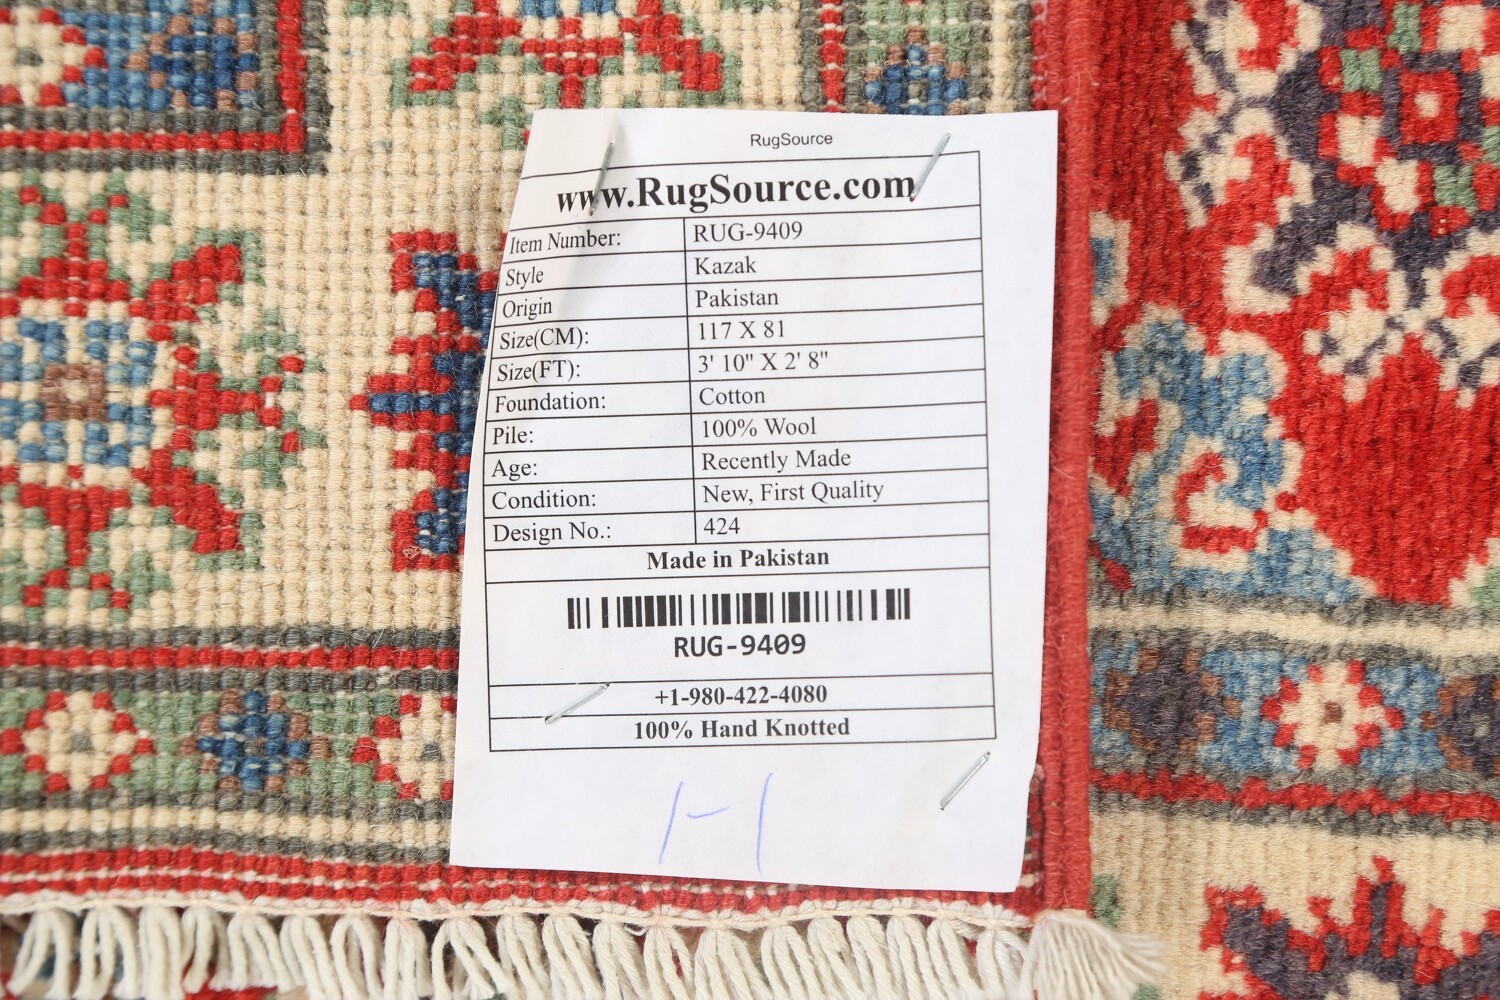 RugSource
www.RugSource.com
Item Number: RUG-9409
Style Kazak
Origin Pakistan
Size(CM): 117 X 81
Size(FT): 3' 10" X 2' 8"
Foundation: Cotton
Pile: 100% Wool
Age: Recently Made
Condition: New, First Quality
Design No.: 424
Made in Pakistan
RUG-9409
+1-980-422-4080
100% Hand Knotted